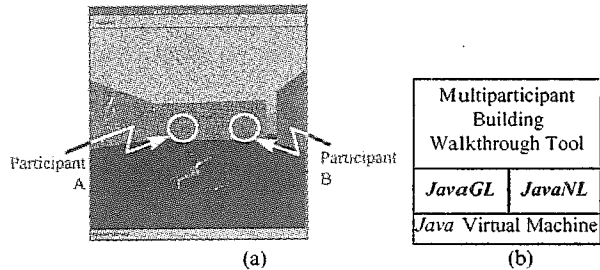 Participant
A
Participant
B
(a)
Multiparticipant
Building
Walkthrough Tool
JavaGL JavaNL
Java Virtual Machine
(b)